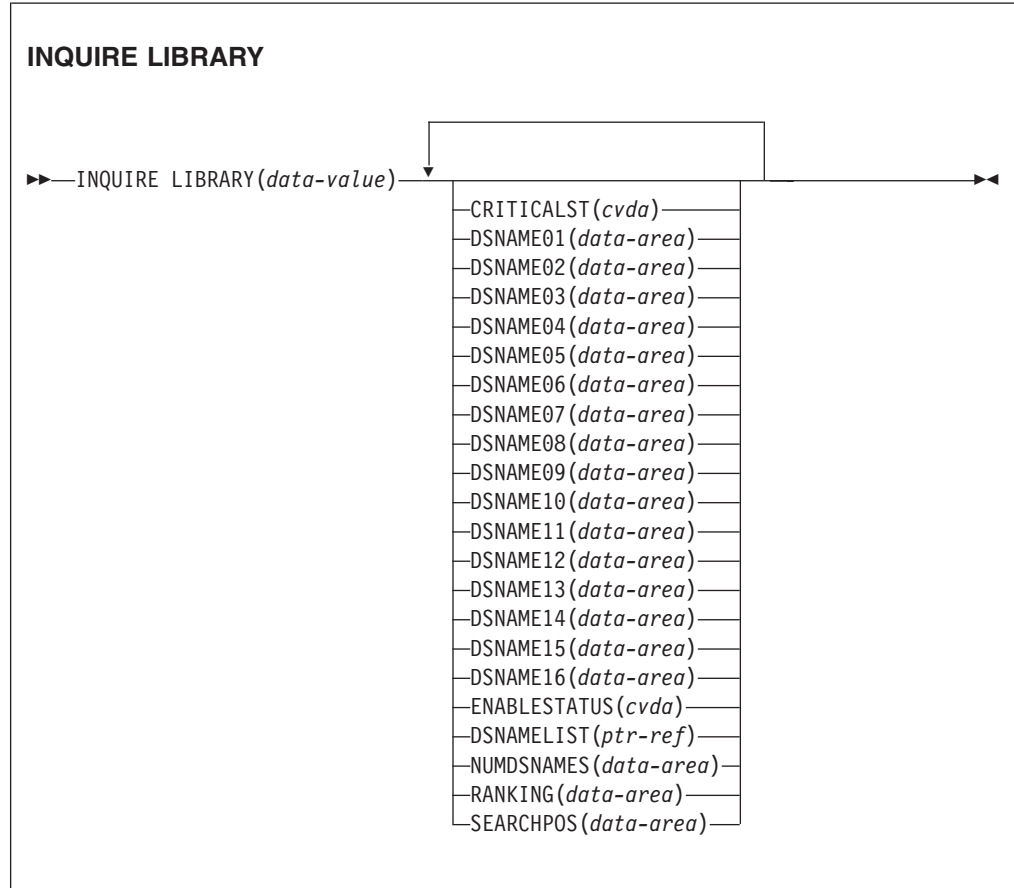 INQUIRE LIBRARY
INQUIRE LIBRARY(data-value)
CRITICALST(cvda)
DSNAME01(data-area)
DSNAME02(data-area)
DSNAME03(data-area)
DSNAME04(data-area)
DSNAME05(data-area)
DSNAME06(data-area)
DSNAME07(data-area)
DSNAME08(data-area)
DSNAME09(data-area)
DSNAME10(data-area)
DSNAME11(data-area)
DSNAME12(data-area)
DSNAME13(data-area)
DSNAME14(data-area)
DSNAME15(data-area)
DSNAME16(data-area)
ENABLESTATUS(cvda)
DSNAMELIST(ptr-ref)
NUMDSNAMES(data-area)
RANKING(data-area)
SEARCHPOS(data-area)